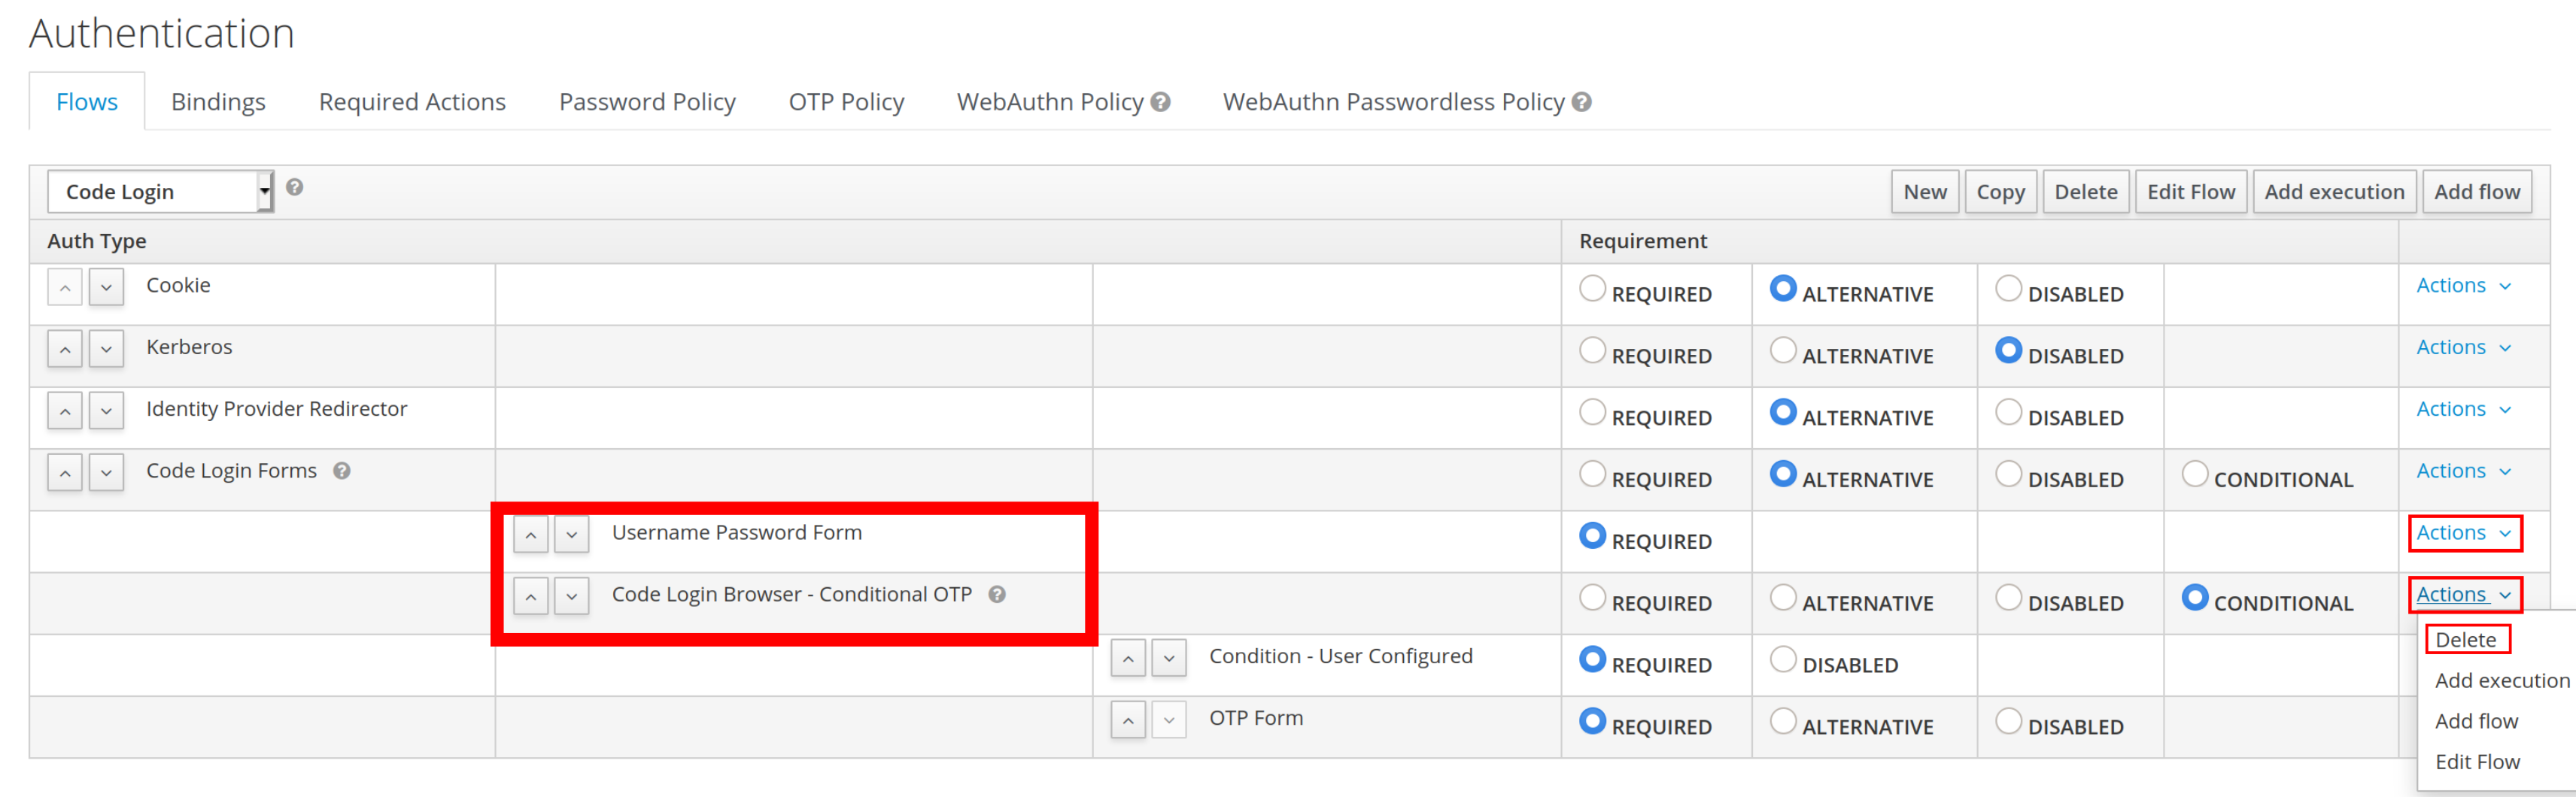 Authentication
Flows Bindings Required Actions Password Policy OTP Policy WebAuthn Policy ? WebAuthn Passwordless Policy ?
Code Login ? New Copy Delete Edit Flow Add execution Add flow
Auth Type Requirement
Cookie REQUIRED ALTERNATIVE DISABLED Actions
Kerberos REQUIRED ALTERNATIVE DISABLED Actions
Identity Provider Redirector REQUIRED ALTERNATIVE DISABLED Actions
Code Login Forms ? REQUIRED ALTERNATIVE DISABLED CONDITIONAL Actions
Username Password Form REQUIRED Actions
Code Login Browser - Conditional OTP ? REQUIRED ALTERNATIVE DISABLED CONDITIONAL Actions
Delete
Condition - User Configured REQUIRED DISABLED
Add execution
OTP Form REQUIRED ALTERNATIVE DISABLED
Add flow
Edit Flow